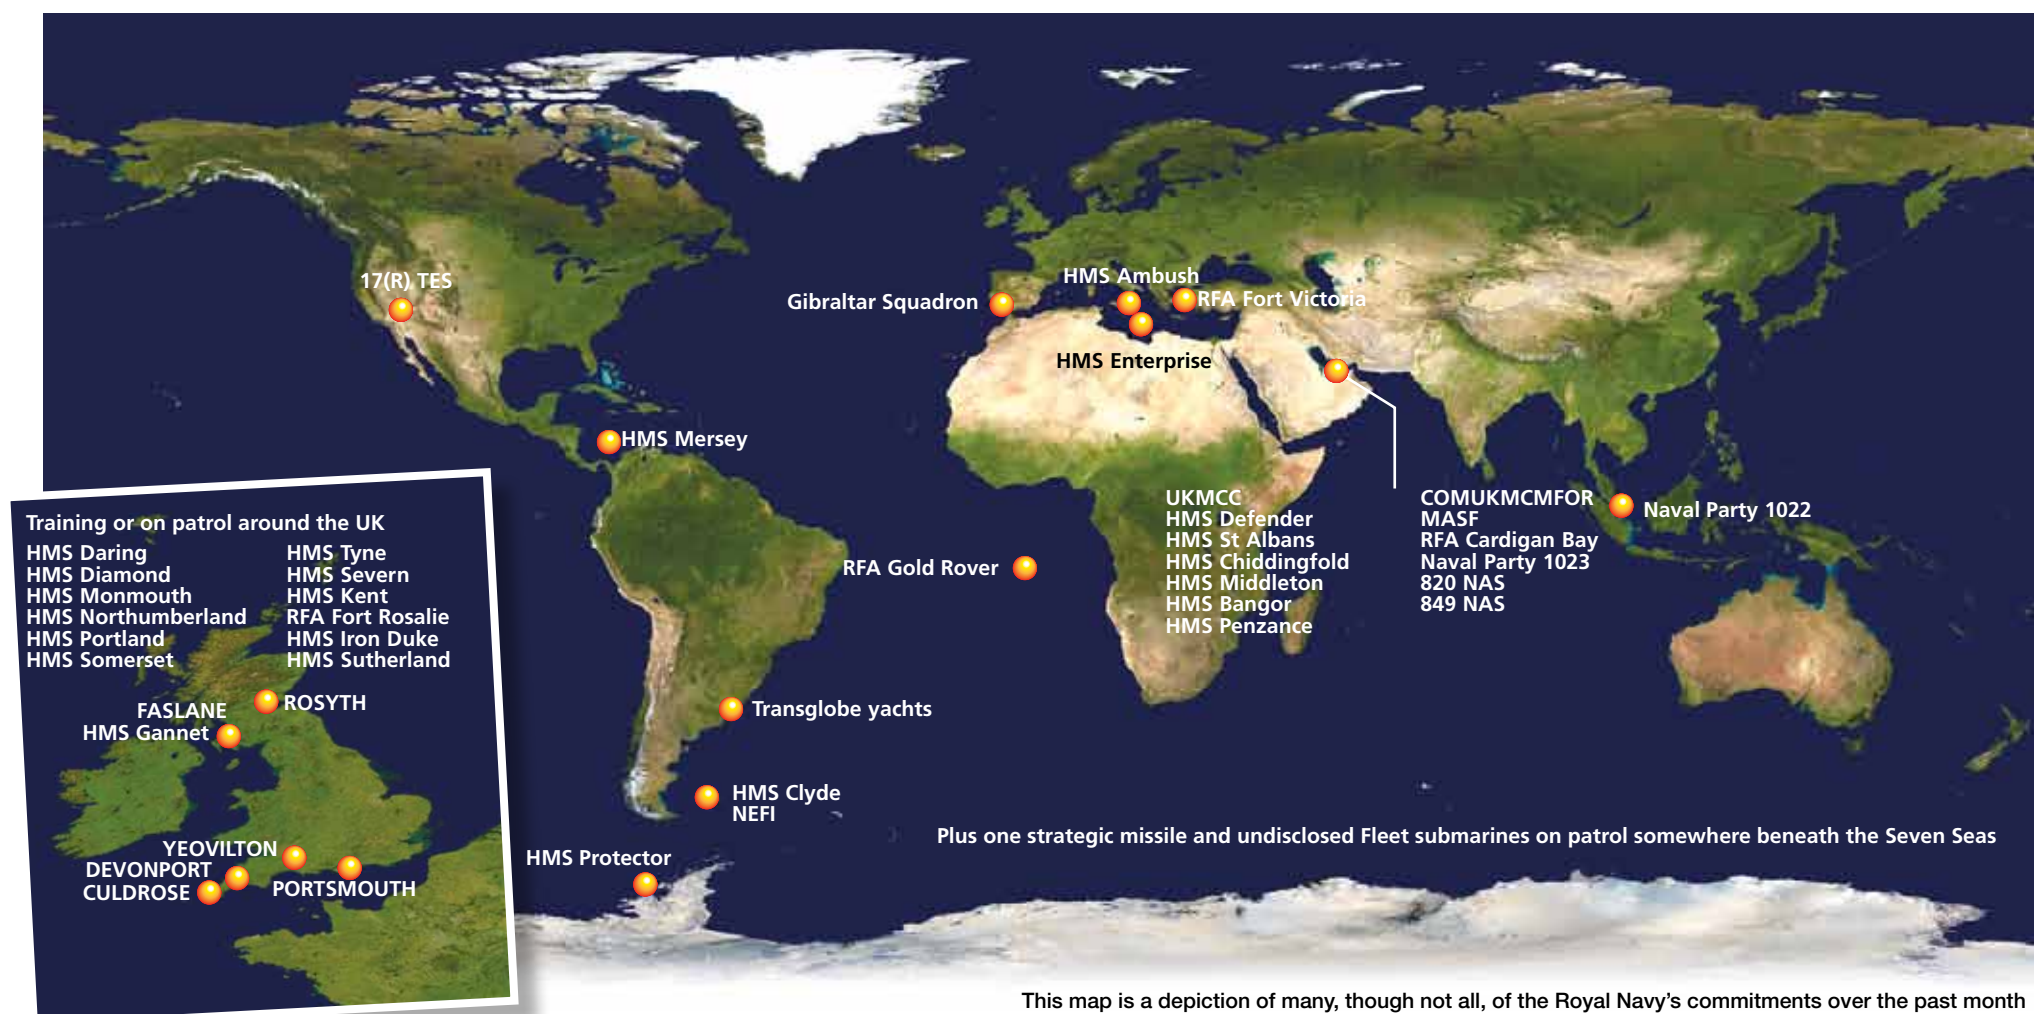 17(R) TES
HMS Ambush
Gibraltar Squadron
RFA Fort Victoria
HMS Enterprise
HMS Mersey
UKMCC
HMS Defender
HMS St Albans
HMS Chiddingfold
HMS Middleton
HMS Bangor
HMS Penzance
COMUKMCMFOR
MASF
RFA Cardigan Bay
Naval Party 1023
820 NAS
849 NAS
Naval Party 1022
RFA Gold Rover
Transglobe yachts
HMS Clyde
NEFI
HMS Protector
Plus one strategic missile and undisclosed Fleet submarines on patrol somewhere beneath the Seven Seas
Training or on patrol around the UK
HMS Daring
HMS Diamond
HMS Monmouth
HMS Northumberland
HMS Portland
HMS Somerset
HMS Tyne
HMS Severn
HMS Kent
RFA Fort Rosalie
HMS Iron Duke
HMS Sutherland
ROSYTH
FASLANE
HMS Gannet
YEOVILTON
DEVONPORT
CULDROSE
PORTSMOUTH
This map is a depiction of many, though not all, of the Royal Navy's commitments over the past month